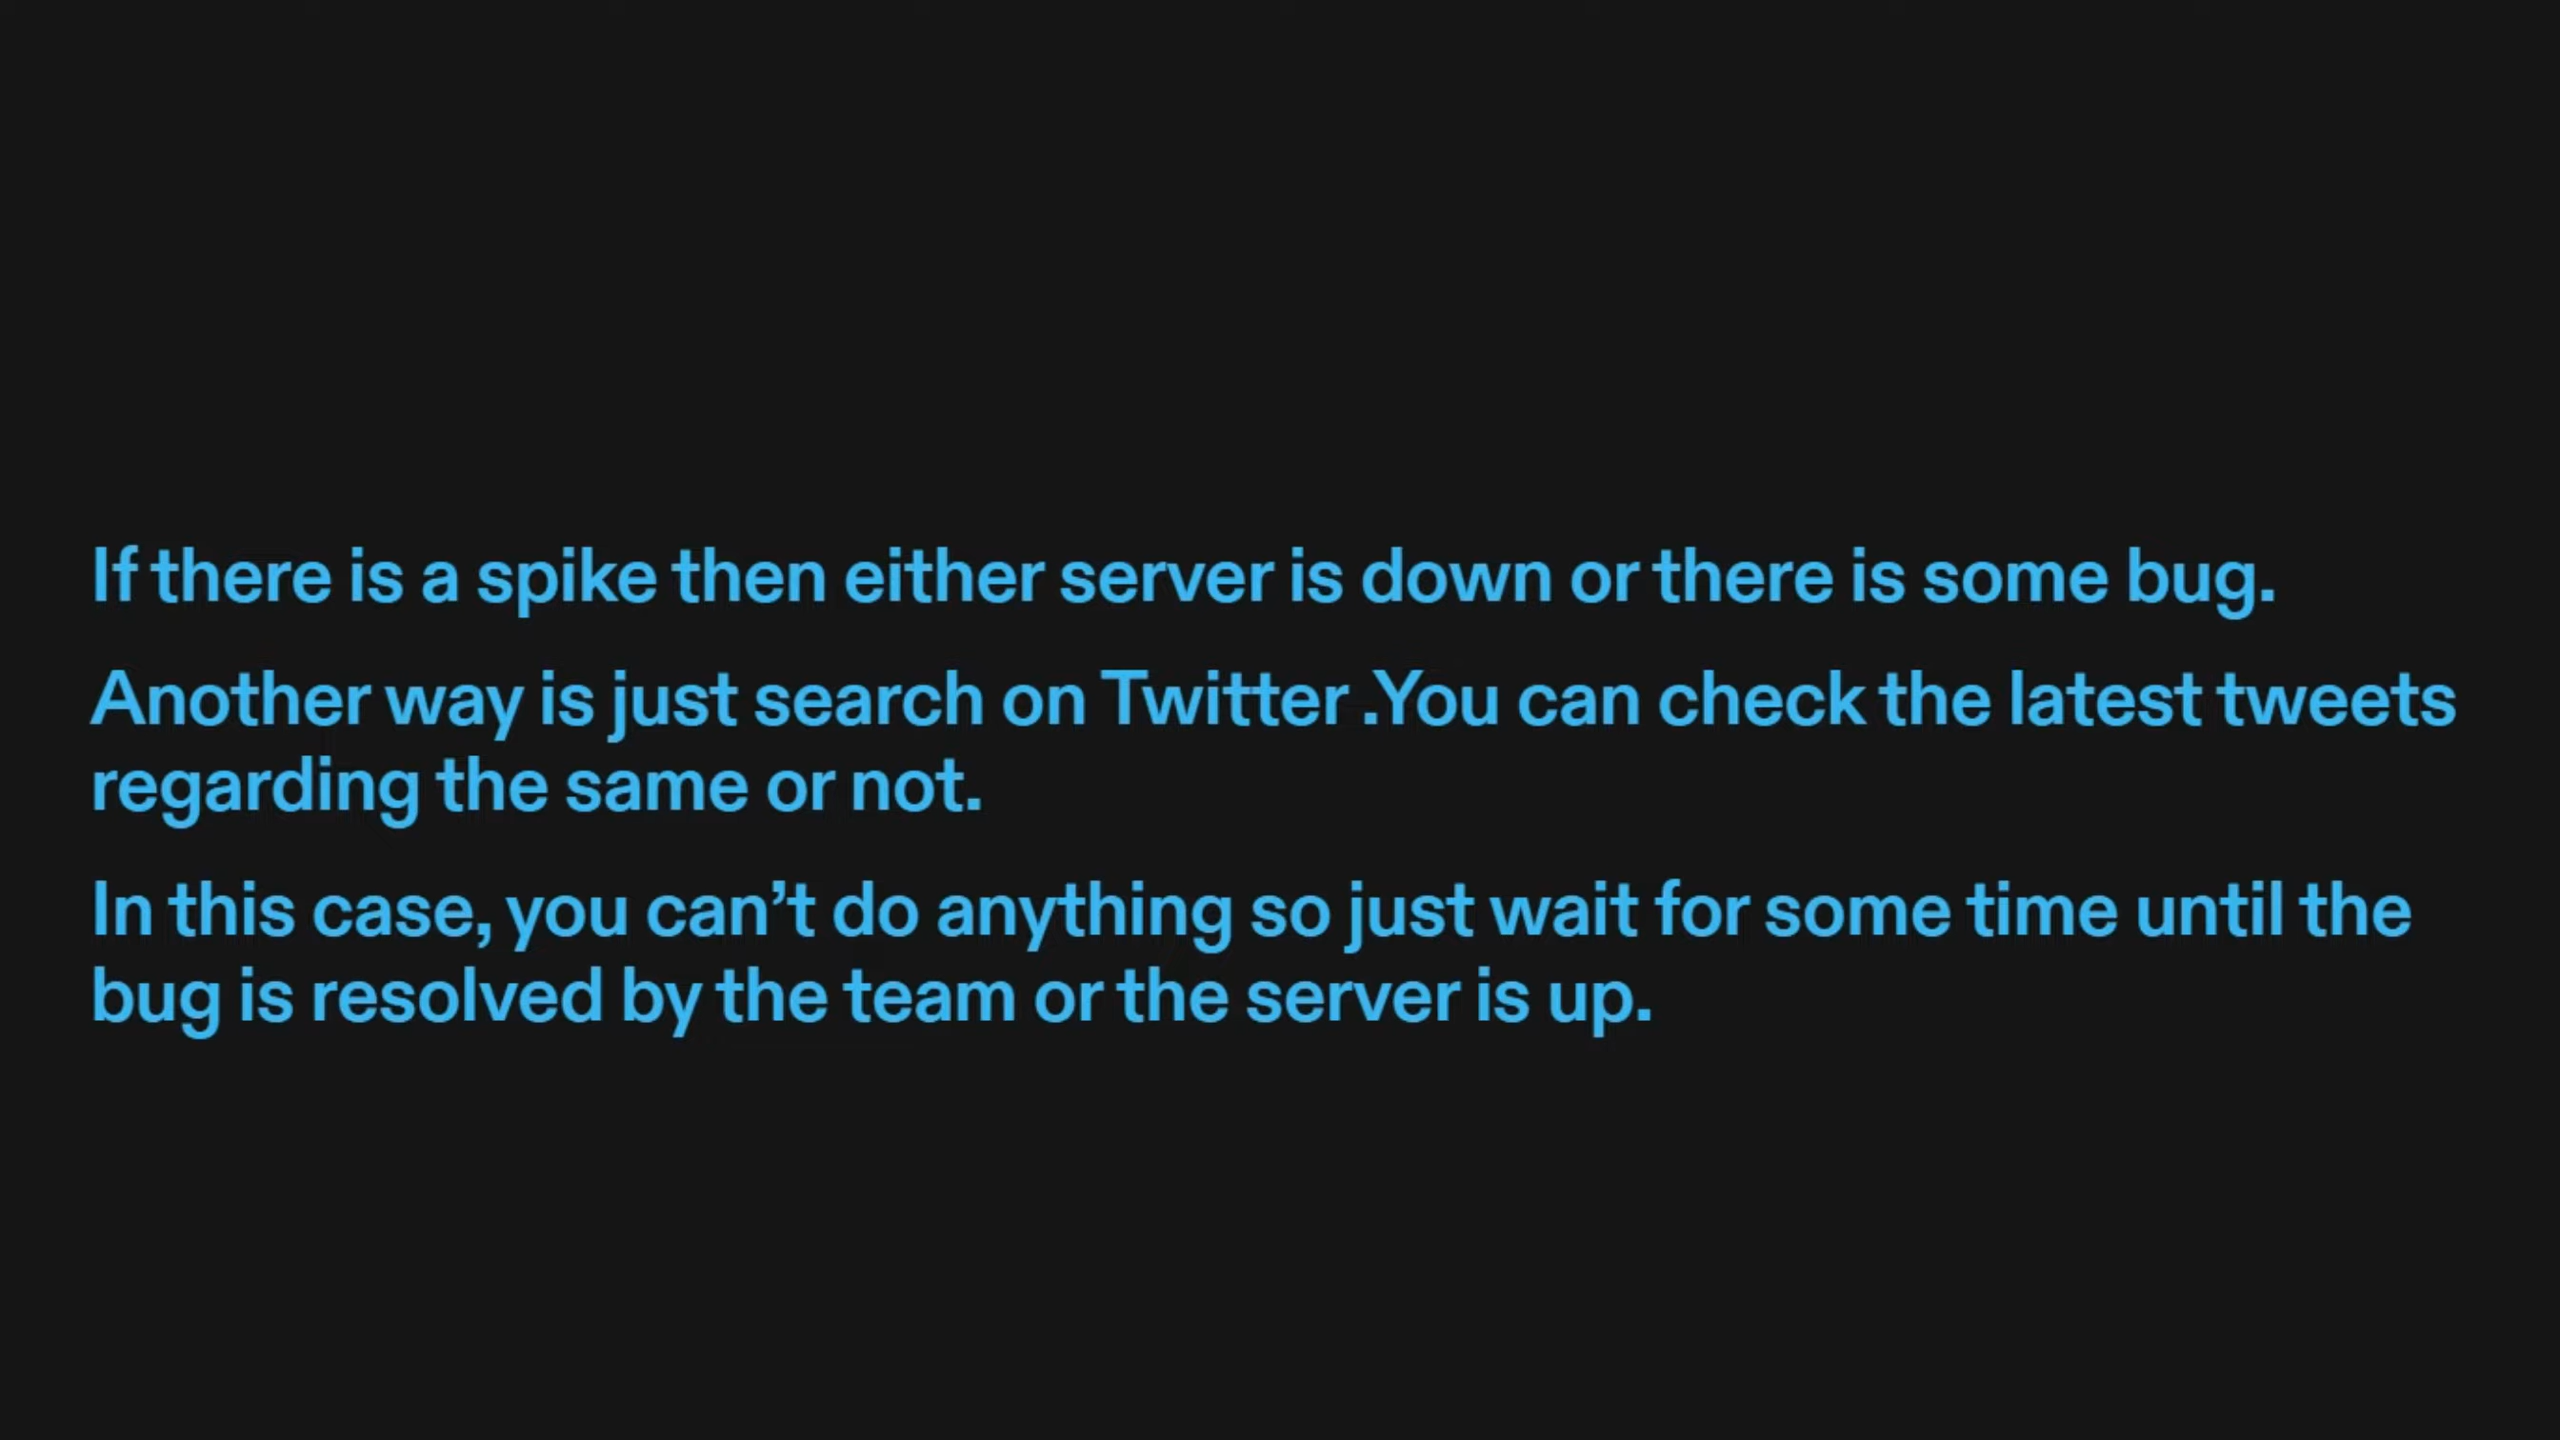 If there is a spike then either server is down or there is some bug.
Another way is just search on Twitter .You can check the latest tweets
regarding the same or not.
In this case, you can’t do anything so just wait for some time until the
bug is resolved by the team or the server is up.